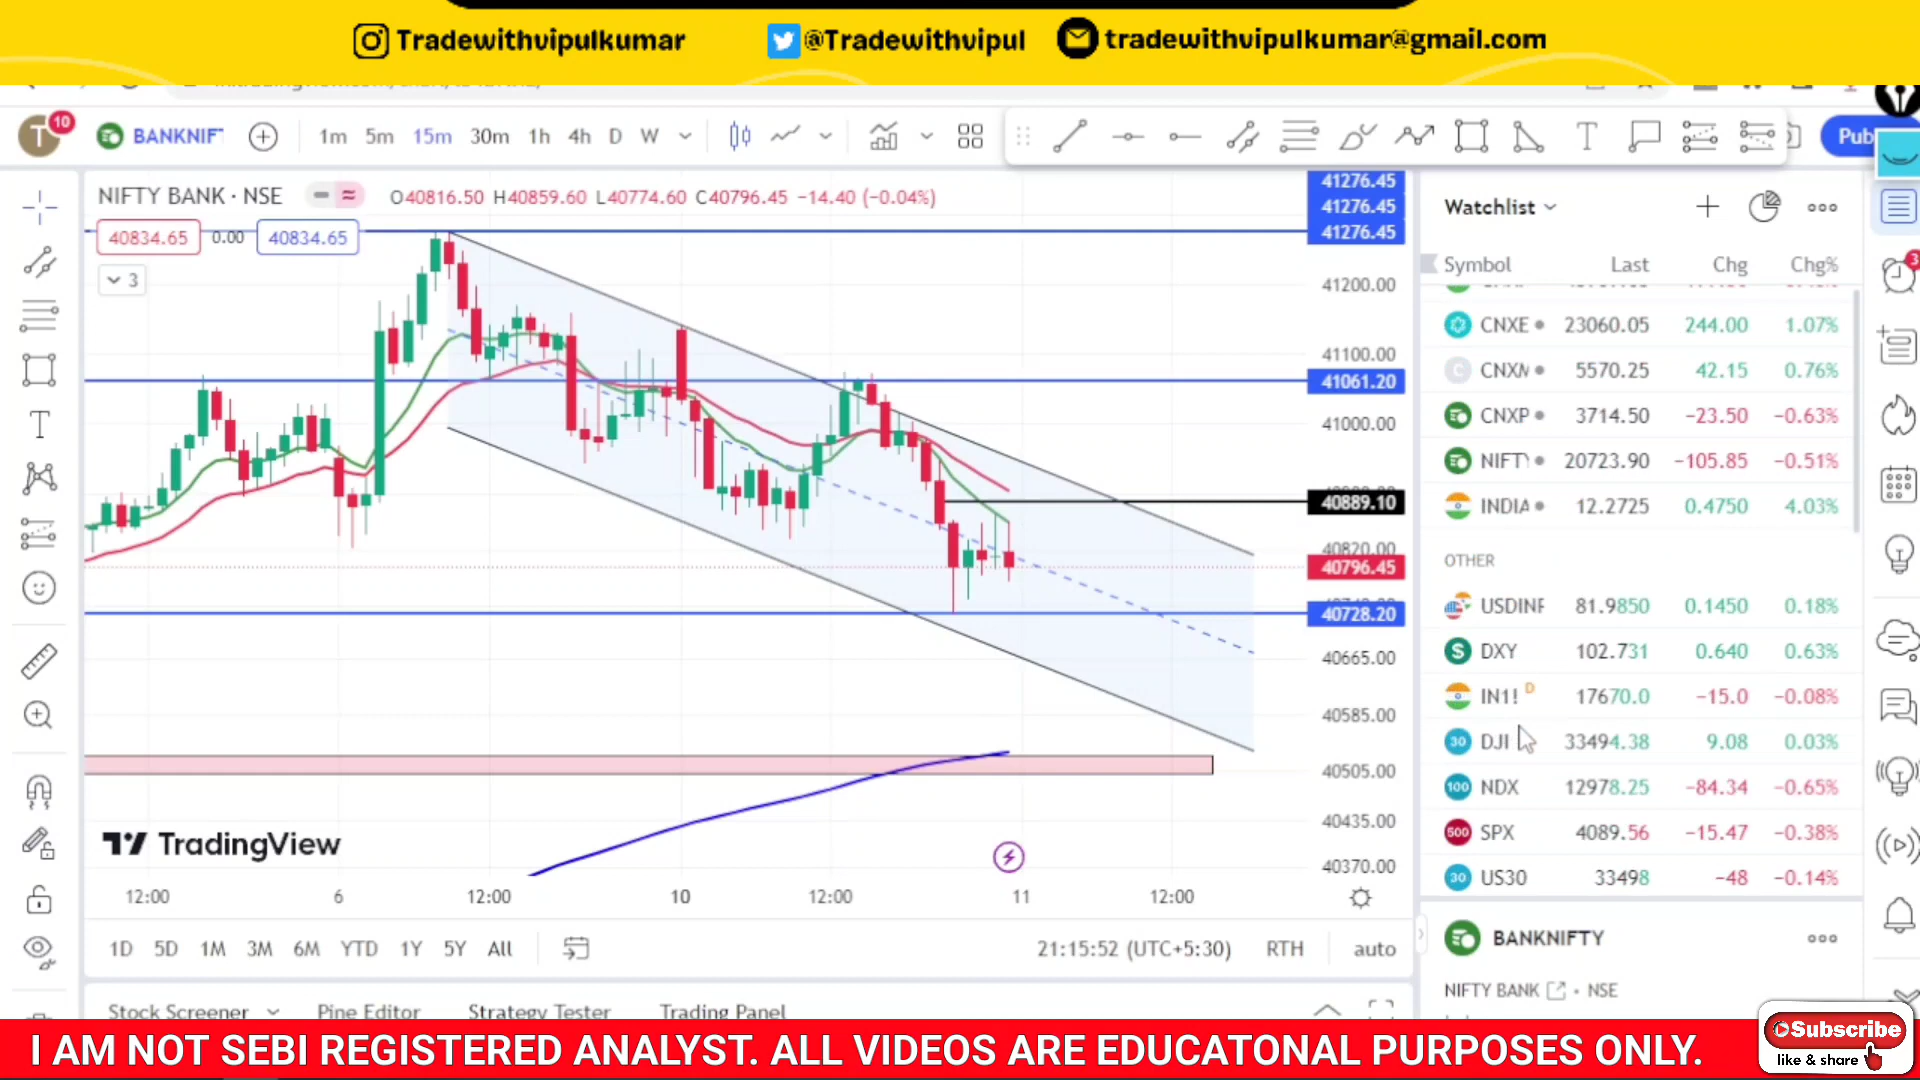 Tradewithvipulkumar @Tradewithvipul tradewithvipulkumar@gmail.com
T 10 BANKNIF 1m 5m 15m 30m 1h 4h D W T Pub
NIFTY BANK · NSE O40816.50 H40859.60 L40774.60 C40796.45 −14.40 (−0.04%)
40834.65 0.00 40834.65
3
41276.45
41276.45
41276.45
41200.00
41100.00
41061.20
41000.00
40889.10
40820.00
40796.45
40728.20
40665.00
40585.00
40505.00
40435.00
40370.00
TradingView
12:00 6 12:00 10 12:00 11 12:00
1D 5D 1M 3M 6M YTD 1Y 5Y All 21:15:52 (UTC+5:30) RTH auto
Stock Screener Pine Editor Strategy Tester Trading Panel
Watchlist
Symbol Last Chg Chg%
CNXE 23060.05 244.00 1.07%
CNXM 5570.25 42.15 0.76%
CNXP 3714.50 −23.50 −0.63%
NIFTY 20723.90 −105.85 −0.51%
INDIA 12.2725 0.4750 4.03%
OTHER
USDINR 81.9850 0.1450 0.18%
DXY 102.731 0.640 0.63%
IN1! D 17670.0 −15.0 −0.08%
30 DJI 33494.38 9.08 0.03%
100 NDX 12978.25 −84.34 −0.65%
500 SPX 4089.56 −15.47 −0.38%
30 US30 33498 −48 −0.14%
BANKNIFTY
NIFTY BANK · NSE
I AM NOT SEBI REGISTERED ANALYST. ALL VIDEOS ARE EDUCATONAL PURPOSES ONLY.
Subscribe
like & share